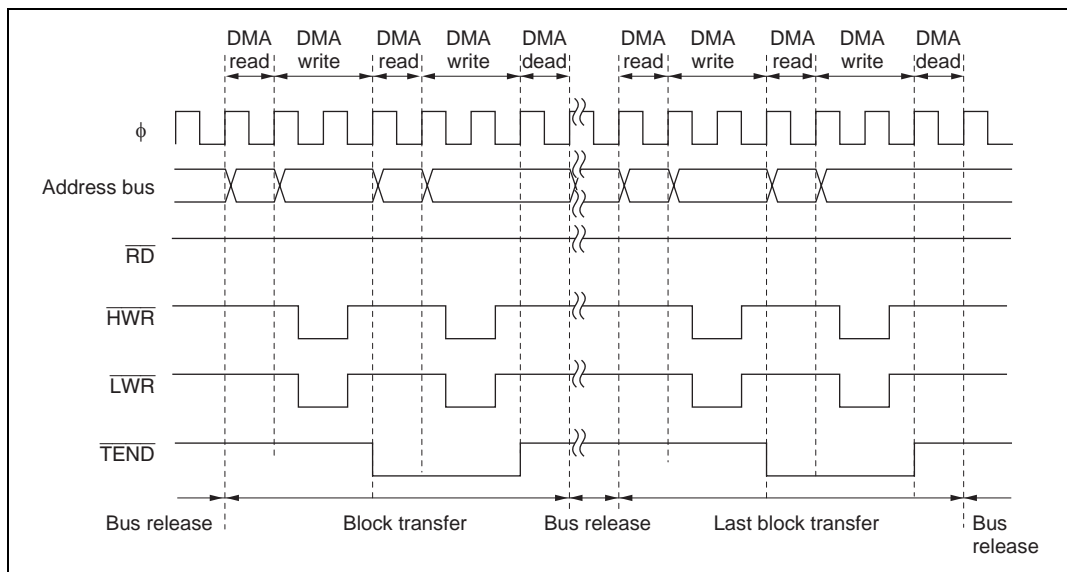 DMA DMA DMA DMA DMA DMA DMA DMA DMA DMA
read write read write dead read write read write dead
ϕ
Address bus
RD
HWR
LWR
TEND
Bus release Block transfer Bus release Last block transfer Bus
release